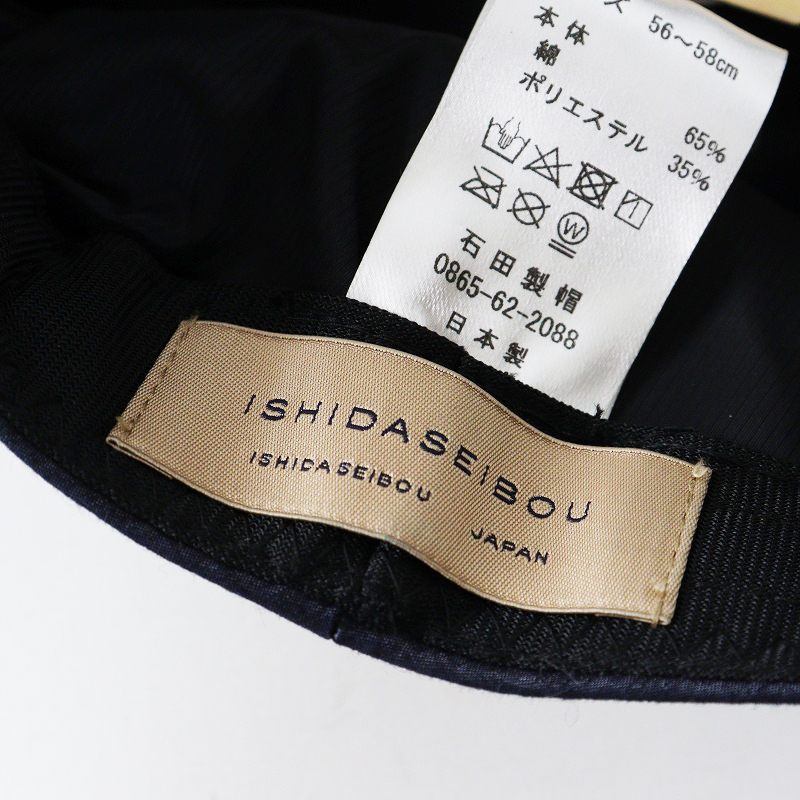 ズ 56～58cm
本体
綿 65%
ポリエステル 35%
W
石田製帽
0865-62-2088
日本製
ISHIDASEIBOU
ISHIDASEIBOU JAPAN